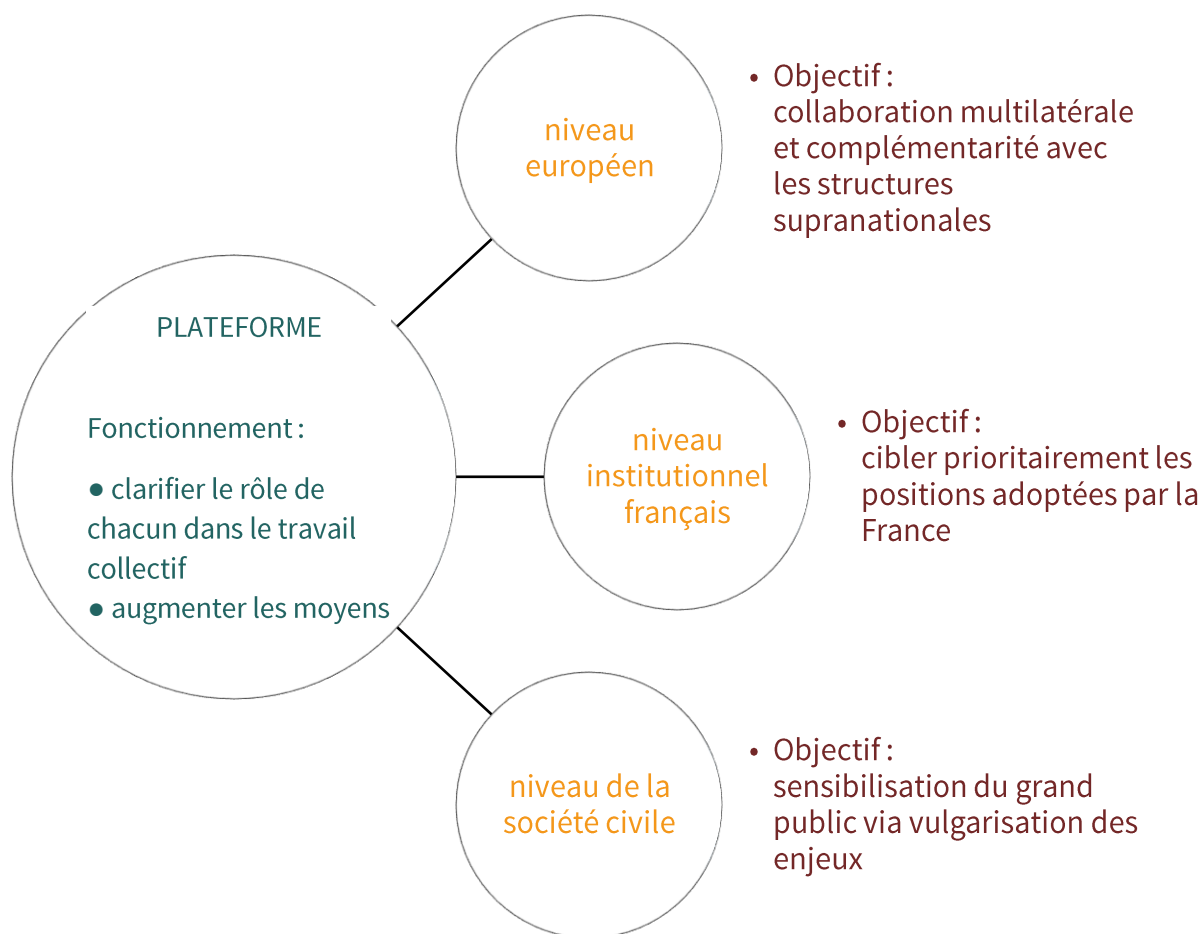 PLATEFORME
Fonctionnement :
● clarifier le rôle de
chacun dans le travail
collectif
● augmenter les moyens
niveau
européen
• Objectif :
collaboration multilatérale
et complémentarité avec
les structures
supranationales
niveau
institutionnel
français
• Objectif :
cibler prioritairement les
positions adoptées par la
France
niveau de la
société civile
• Objectif :
sensibilisation du grand
public via vulgarisation des
enjeux